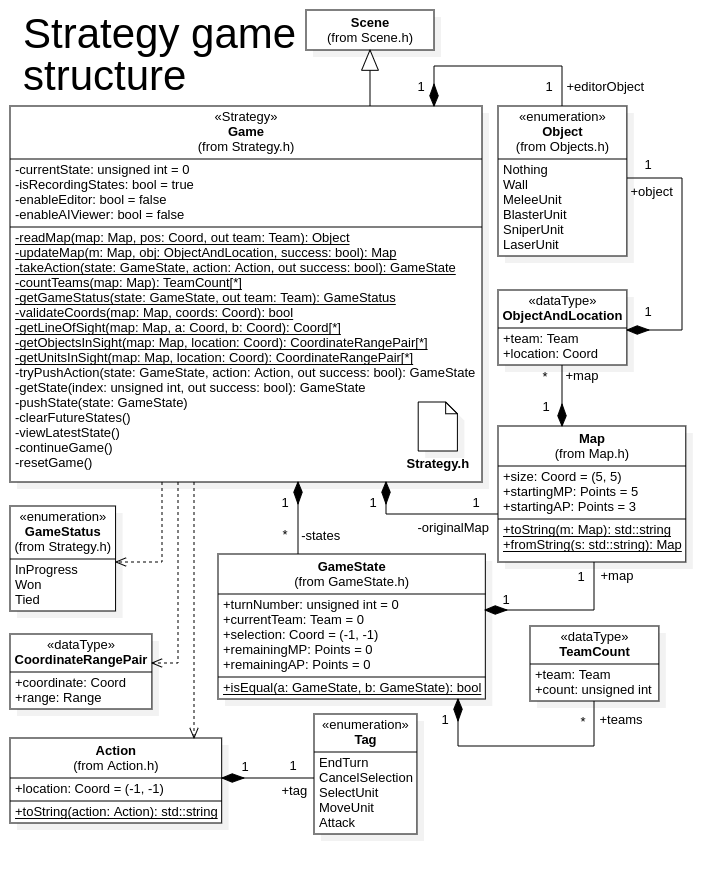 Strategy game
structure
Scene
(from Scene.h)
1
1
+editorObject
«Strategy»
Game
(from Strategy.h)
-currentState: unsigned int = 0
-isRecordingStates: bool = true
-enableEditor: bool = false
-enableAIViewer: bool = false
-readMap(map: Map, pos: Coord, out team: Team): Object
-updateMap(m: Map, obj: ObjectAndLocation, success: bool): Map
-takeAction(state: GameState, action: Action, out success: bool): GameState
-countTeams(map: Map): TeamCount[*]
-getGameStatus(state: GameState, out team: Team): GameStatus
-validateCoords(map: Map, coords: Coord): bool
-getLineOfSight(map: Map, a: Coord, b: Coord): Coord[*]
-getObjectsInSight(map: Map, location: Coord): CoordinateRangePair[*]
-getUnitsInSight(map: Map, location: Coord): CoordinateRangePair[*]
-tryPushAction(state: GameState, action: Action, out success: bool): GameState
-getState(index: unsigned int, out success: bool): GameState
-pushState(state: GameState)
-clearFutureStates()
-viewLatestState()
-continueGame()
-resetGame()
Strategy.h
«enumeration»
Object
(from Objects.h)
Nothing
Wall
MeleeUnit
BlasterUnit
SniperUnit
LaserUnit
1
+object
1
«dataType»
ObjectAndLocation
+team: Team
+location: Coord
*
+map
1
Map
(from Map.h)
+size: Coord = (5, 5)
+startingMP: Points = 5
+startingAP: Points = 3
+toString(m: Map): std::string
+fromString(s: std::string): Map
1
*
-states
1
1
-originalMap
1
+map
1
«enumeration»
GameStatus
(from Strategy.h)
InProgress
Won
Tied
GameState
(from GameState.h)
+turnNumber: unsigned int = 0
+currentTeam: Team = 0
+selection: Coord = (-1, -1)
+remainingMP: Points = 0
+remainingAP: Points = 0
+isEqual(a: GameState, b: GameState): bool
«dataType»
CoordinateRangePair
+coordinate: Coord
+range: Range
«dataType»
TeamCount
+team: Team
+count: unsigned int
1
*
+teams
Action
(from Action.h)
+location: Coord = (-1, -1)
+toString(action: Action): std::string
1
1
+tag
«enumeration»
Tag
EndTurn
CancelSelection
SelectUnit
MoveUnit
Attack